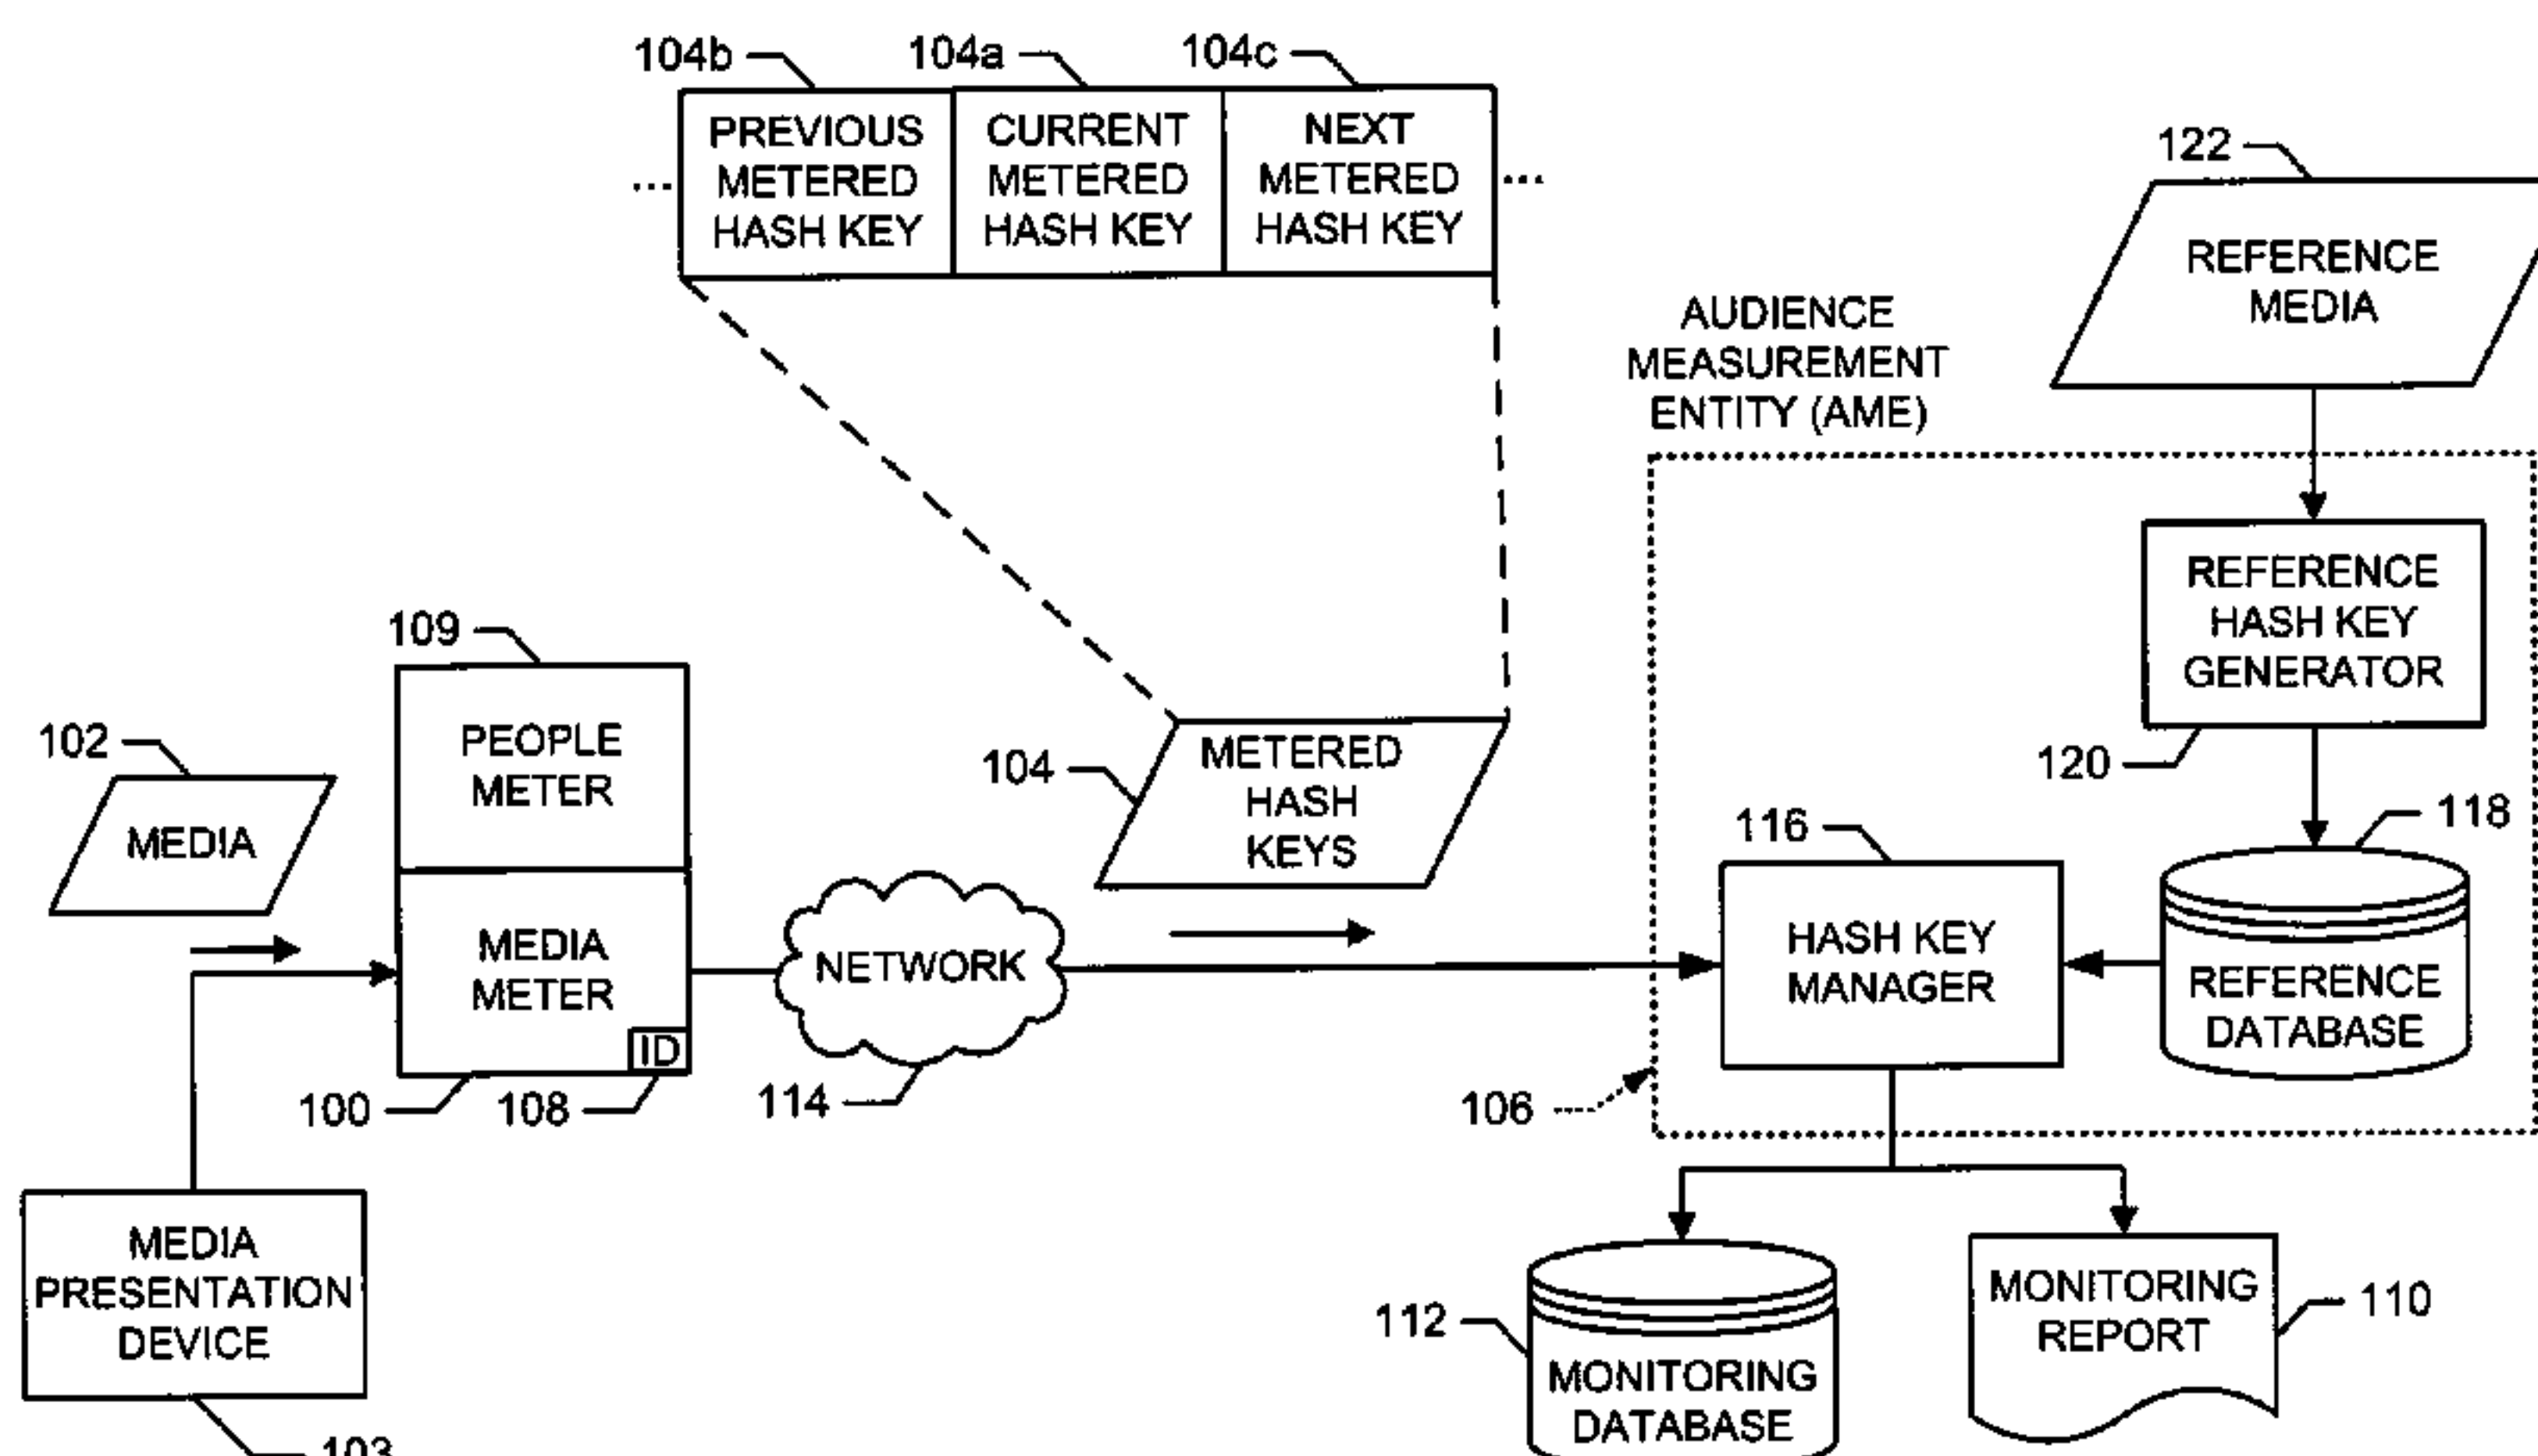 104b
104a
104c
PREVIOUS
METERED
HASH KEY
CURRENT
METERED
HASH KEY
NEXT
METERED
HASH KEY
...
...
122
REFERENCE
MEDIA
AUDIENCE
MEASUREMENT
ENTITY (AME)
REFERENCE
HASH KEY
GENERATOR
120
109
PEOPLE
METER
102
MEDIA
104
METERED
HASH
KEYS
116
118
MEDIA
METER
ID
NETWORK
HASH KEY
MANAGER
REFERENCE
DATABASE
100
108
114
106
MEDIA
PRESENTATION
DEVICE
103
112
MONITORING
DATABASE
MONITORING
REPORT
110